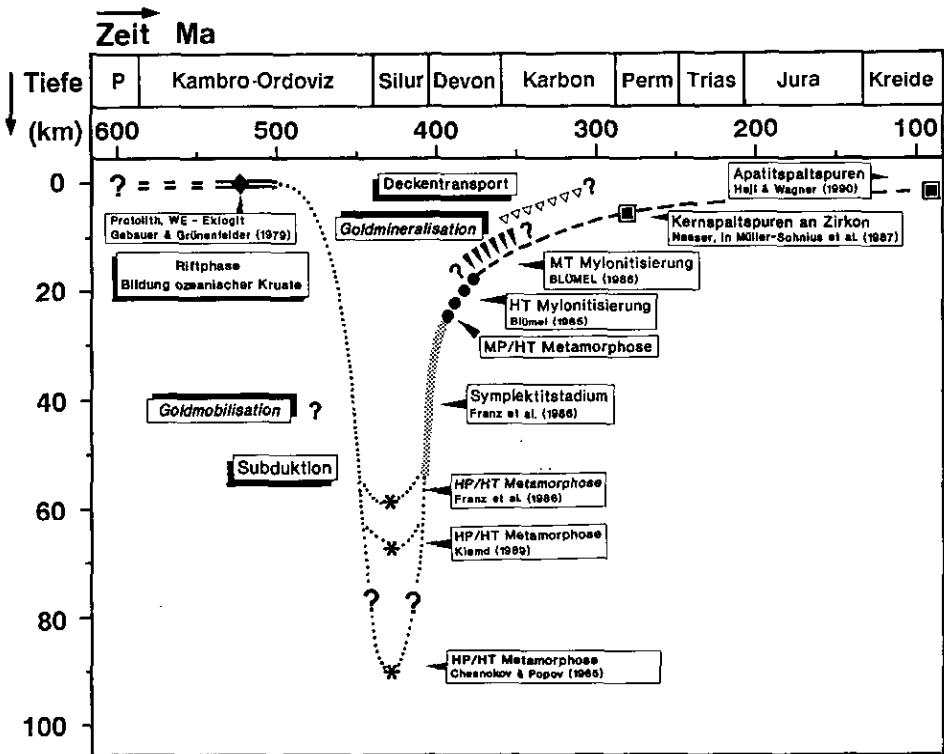 Zeit Ma
Tiefe
(km)
P
Kambro-Ordoviz
Silur
Devon
Karbon
Perm
Trias
Jura
Kreide
600
500
400
300
200
100
0
20
40
60
80
100
?
Protolith, WE - Eklogit
Gebauer & Grünenfelder (1979)
Riftphase
Bildung ozeanischer Kruste
Deckentransport
Goldmineralisation
?
?
?
Apatitspaltspuren
Hejl & Wagner (1990)
Kernspaltspuren an Zirkon
Naeser, in Müller-Sohnius et al. (1987)
MT Mylonitisierung
BLÜMEL (1986)
HT Mylonitisierung
Blümel (1985)
MP/HT Metamorphose
Symplektitstadium
Franz et al. (1986)
Goldmobilisation
?
Subduktion
HP/HT Metamorphose
Franz et al. (1986)
HP/HT Metamorphose
Klemd (1989)
?
?
HP/HT Metamorphose
Chesnokov & Popov (1965)